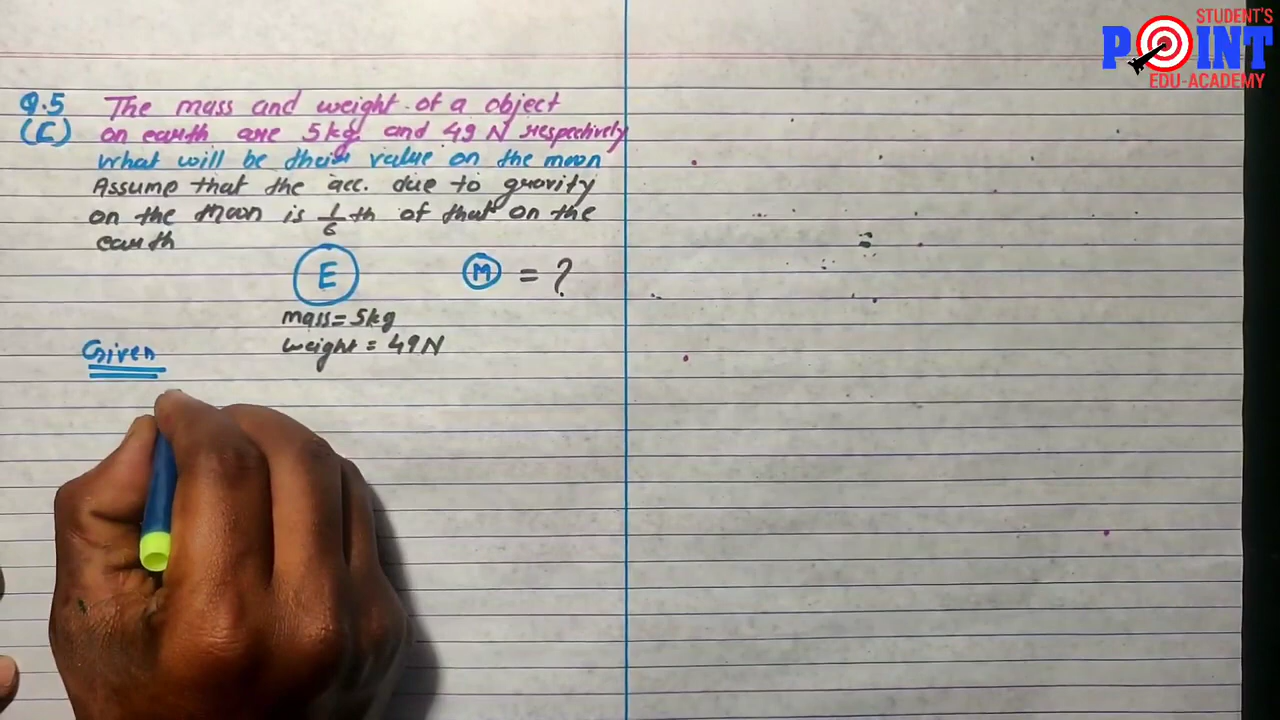 STUDENT'S
POINT
EDU-ACADEMY
Q.5 The mass and weight of a object
(E) on earth are 5kg and 49 N respectively
What will be their value on the moon
Assume that the acc. due to gravity
on the Moon is 1/6 th of that on the
earth
E M = ?
mass = 5kg
weight = 49N
Given